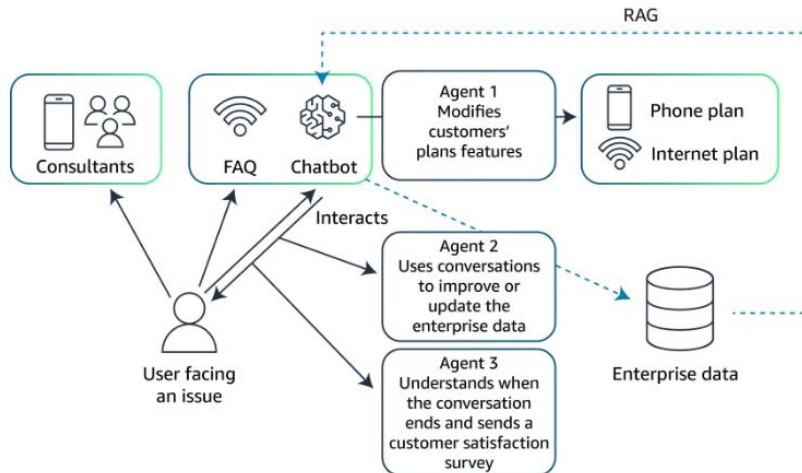 RAG
Consultants
FAQ
Chatbot
Agent 1
Modifies
customers'
plans features
Phone plan
Internet plan
Interacts
Agent 2
Uses conversations
to improve or
update the
enterprise data
User facing
an issue
Agent 3
Understands when
the conversation
ends and sends a
customer satisfaction
survey
Enterprise data